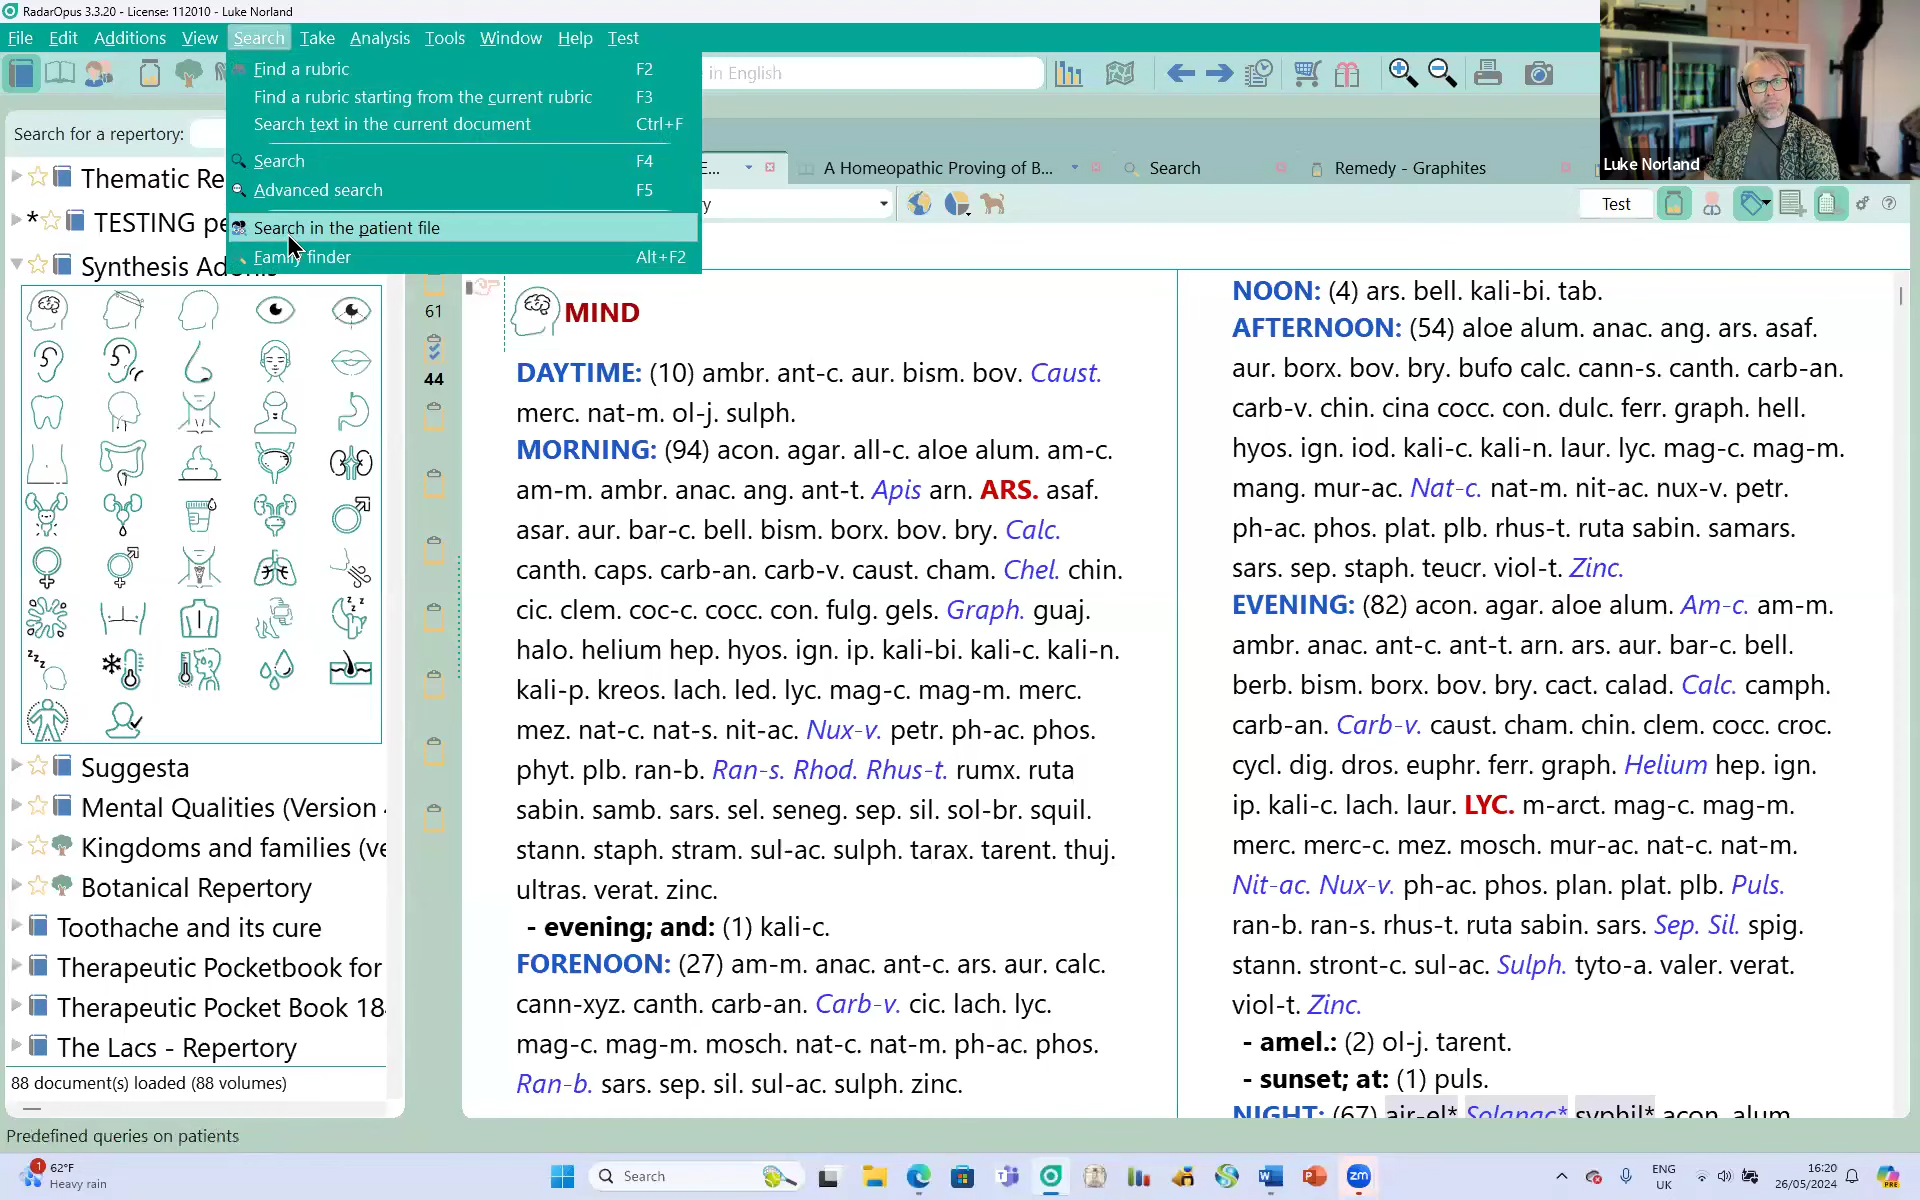 RadarOpus 3.3.20 - License: 112010 - Luke Norland
File Edit Additions View Search Take Analysis Tools Window Help Test
Find a rubric F2
Find a rubric starting from the current rubric F3
Search text in the current document Ctrl+F
Search F4
Advanced search F5
Search in the patient file
Family finder Alt+F2
in English
Luke Norland
Search for a repertory:
E...
A Homeopathic Proving of B...
Search
Remedy - Graphites
Test
Thematic Re
*TESTING pe
Synthesis Adonis
Suggesta
Mental Qualities (Version
Kingdoms and families (ve
Botanical Repertory
Toothache and its cure
Therapeutic Pocketbook for
Therapeutic Pocket Book 18
The Lacs - Repertory
88 document(s) loaded (88 volumes)
Predefined queries on patients
61
44
MIND
DAYTIME: (10) ambr. ant-c. aur. bism. bov. Caust.
merc. nat-m. ol-j. sulph.
MORNING: (94) acon. agar. all-c. aloe alum. am-c.
am-m. ambr. anac. ang. ant-t. Apis arn. ARS. asaf.
asar. aur. bar-c. bell. bism. borx. bov. bry. Calc.
canth. caps. carb-an. carb-v. caust. cham. Chel. chin.
cic. clem. coc-c. cocc. con. fulg. gels. Graph. guaj.
halo. helium hep. hyos. ign. ip. kali-bi. kali-c. kali-n.
kali-p. kreos. lach. led. lyc. mag-c. mag-m. merc.
mez. nat-c. nat-s. nit-ac. Nux-v. petr. ph-ac. phos.
phyt. plb. ran-b. Ran-s. Rhod. Rhus-t. rumx. ruta
sabin. samb. sars. sel. seneg. sep. sil. sol-br. squil.
stann. staph. stram. sul-ac. sulph. tarax. tarent. thuj.
ultras. verat. zinc.
- evening; and: (1) kali-c.
FORENOON: (27) am-m. anac. ant-c. ars. aur. calc.
cann-xyz. canth. carb-an. Carb-v. cic. lach. lyc.
mag-c. mag-m. mosch. nat-c. nat-m. ph-ac. phos.
Ran-b. sars. sep. sil. sul-ac. sulph. zinc.
NOON: (4) ars. bell. kali-bi. tab.
AFTERNOON: (54) aloe alum. anac. ang. ars. asaf.
aur. borx. bov. bry. bufo calc. cann-s. canth. carb-an.
carb-v. chin. cina cocc. con. dulc. ferr. graph. hell.
hyos. ign. iod. kali-c. kali-n. laur. lyc. mag-c. mag-m.
mang. mur-ac. Nat-c. nat-m. nit-ac. nux-v. petr.
ph-ac. phos. plat. plb. rhus-t. ruta sabin. samars.
sars. sep. staph. teucr. viol-t. Zinc.
EVENING: (82) acon. agar. aloe alum. Am-c. am-m.
ambr. anac. ant-c. ant-t. arn. ars. aur. bar-c. bell.
berb. bism. borx. bov. bry. cact. calad. Calc. camph.
carb-an. Carb-v. caust. cham. chin. clem. cocc. croc.
cycl. dig. dros. euphr. ferr. graph. Helium hep. ign.
ip. kali-c. lach. laur. LYC. m-arct. mag-c. mag-m.
merc. merc-c. mez. mosch. mur-ac. nat-c. nat-m.
Nit-ac. Nux-v. ph-ac. phos. plan. plat. plb. Puls.
ran-b. ran-s. rhus-t. ruta sabin. sars. Sep. Sil. spig.
stann. stront-c. sul-ac. Sulph. tyto-a. valer. verat.
viol-t. Zinc.
- amel.: (2) ol-j. tarent.
- sunset; at: (1) puls.
NIGHT: (67) air-el* Solanac* syphil* acon. alum
1
62°F
Heavy rain
Search
ENG
UK
16:20
26/05/2024